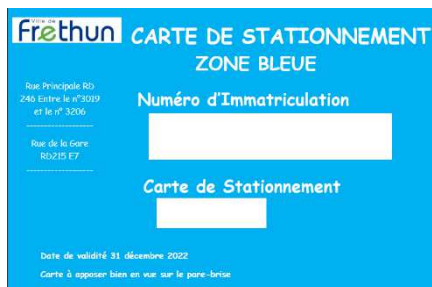 Ville de
Frethun
CARTE DE STATIONNEMENT
ZONE BLEUE
Rue Principale RD
246 Entre le n°3019
et le n° 3206
--------------------
Rue de la Gare
RD215 E7
--------------------
Numéro d'Immatriculation
Carte de Stationnement
Date de validité 31 décembre 2022
Carte à apposer bien en vue sur le pare-brise